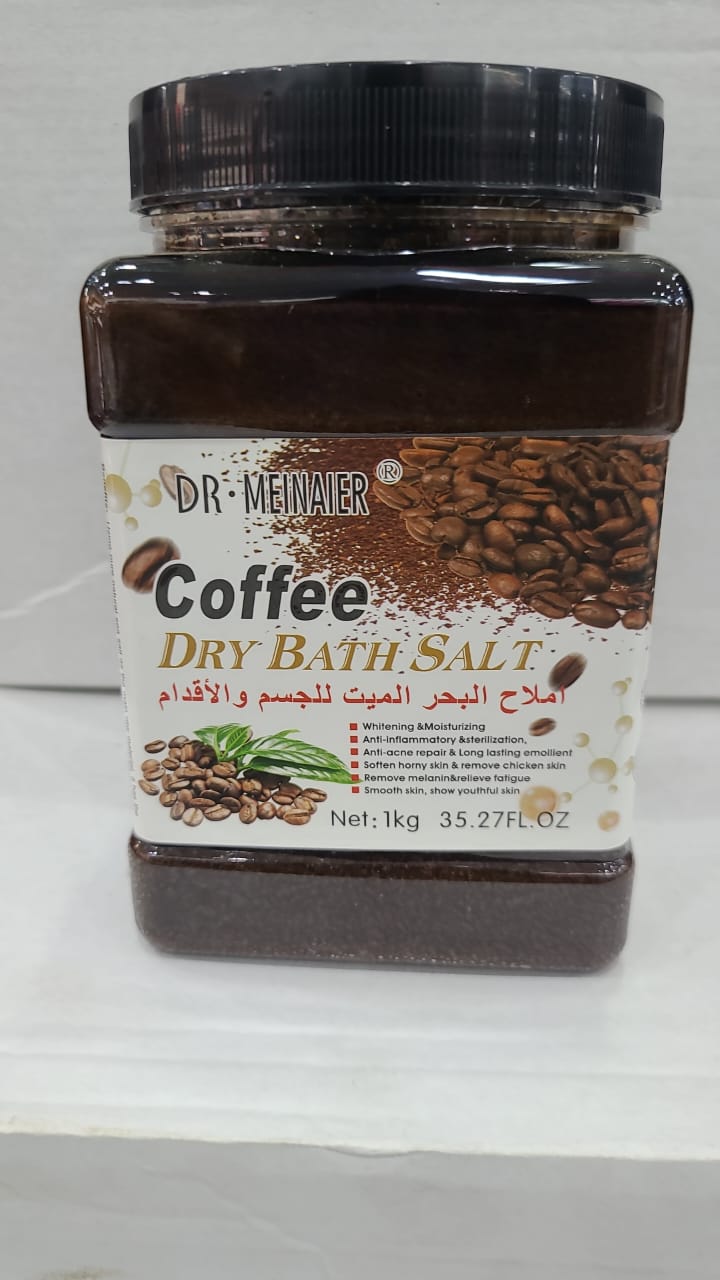 DR·MEINAIER®
Coffee
DRY BATH SALT
أملاح البحر الميت للجسم والأقدام
Whitening &Moisturizing
Anti-inflammatory &sterilization,
Anti-acne repair & Long lasting emollient
Soften horny skin & remove chicken skin
Remove melanin&relieve fatigue
Smooth skin, show youthful skin
Net:1kg 35.27FL.OZ